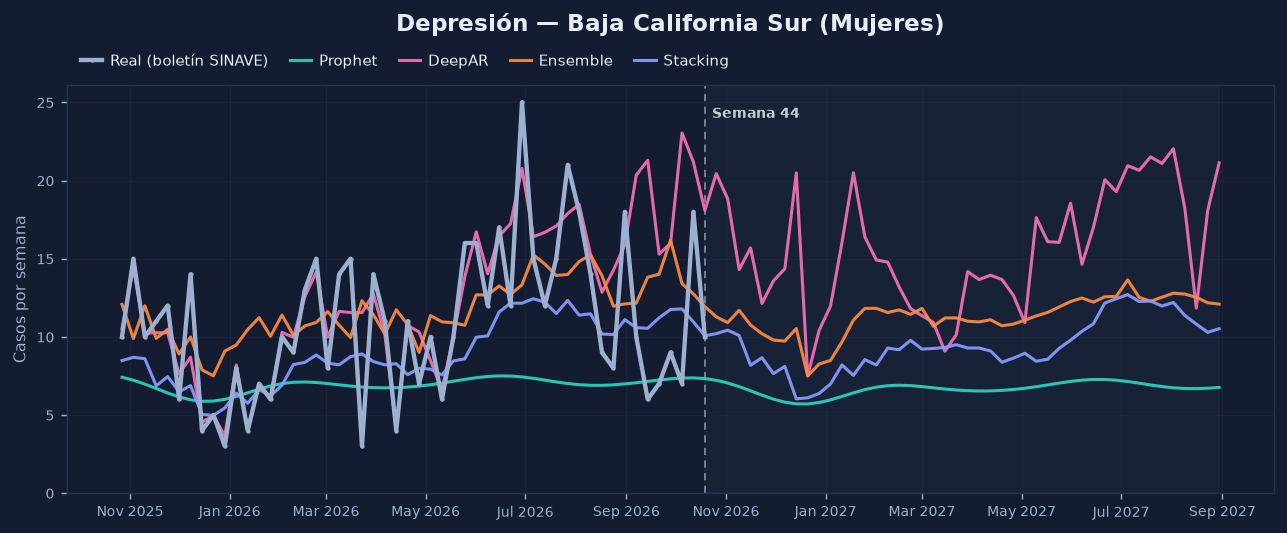 Depresión — Baja California Sur (Mujeres)
Real (boletín SINAVE) Prophet DeepAR Ensemble Stacking
Semana 44
Casos por semana
25
20
15
10
5
0
Nov 2025 Jan 2026 Mar 2026 May 2026 Jul 2026 Sep 2026 Nov 2026 Jan 2027 Mar 2027 May 2027 Jul 2027 Sep 2027